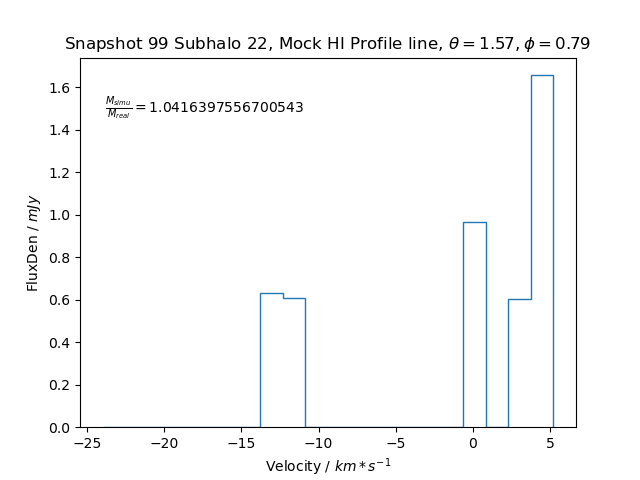 Snapshot 99 Subhalo 22, Mock HI Profile line, θ = 1.57, ϕ = 0.79
M_simu/M_real = 1.0416397556700543
1.6
1.4
1.2
1.0
0.8
0.6
0.4
0.2
0.0
FluxDen / mJy
−25 −20 −15 −10 −5 0 5
Velocity / km * s⁻¹